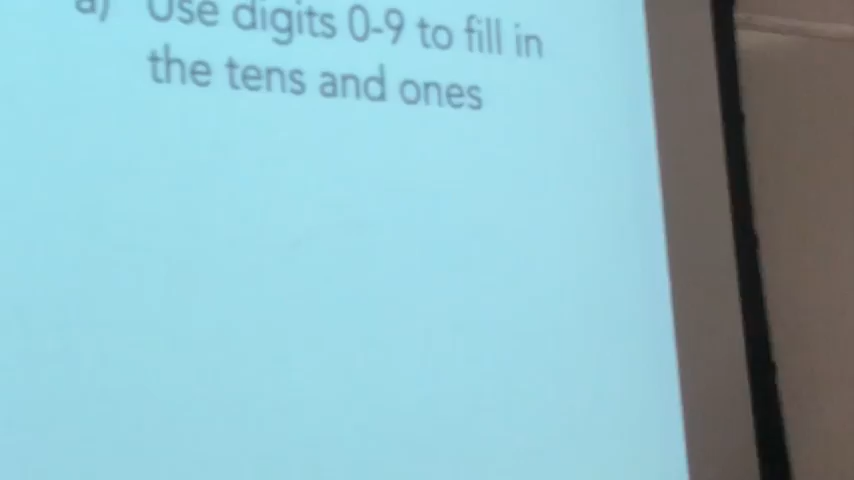 a) Use digits 0-9 to fill in
the tens and ones